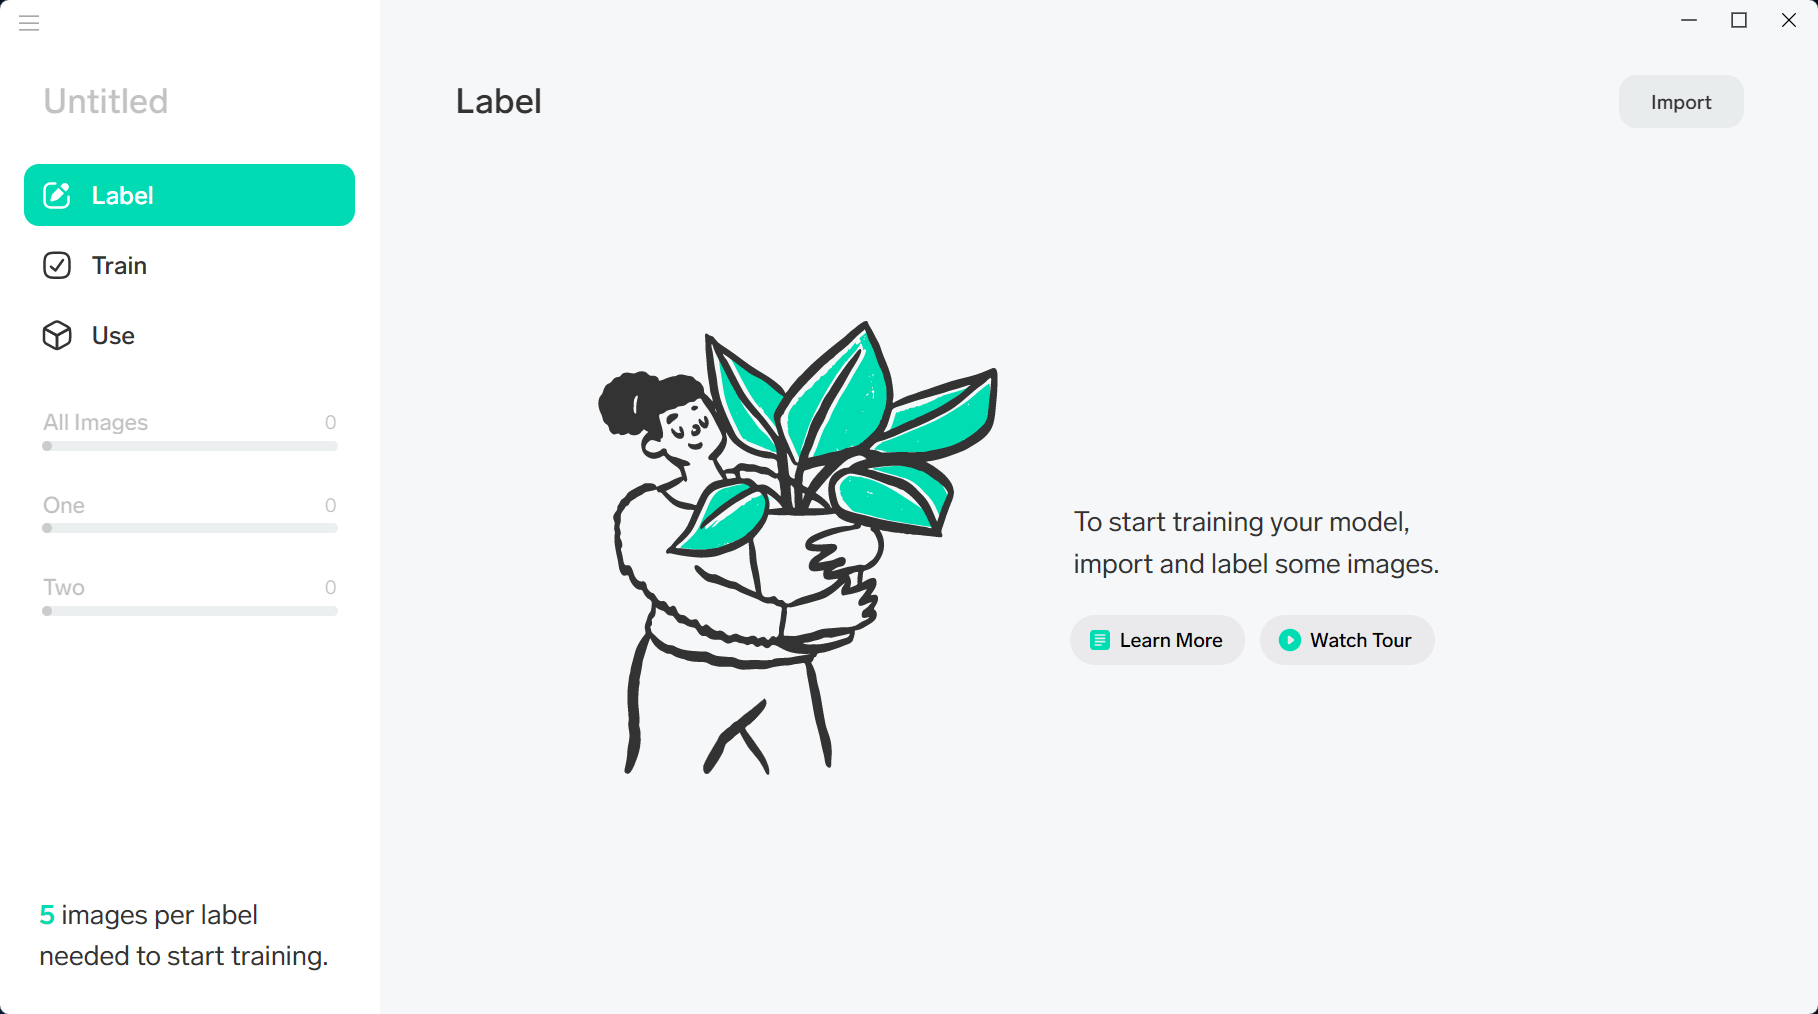 Untitled
Label
Train
Use
All Images 0
One 0
Two 0
5 images per label
needed to start training.
Label
Import
To start training your model,
import and label some images.
Learn More
Watch Tour